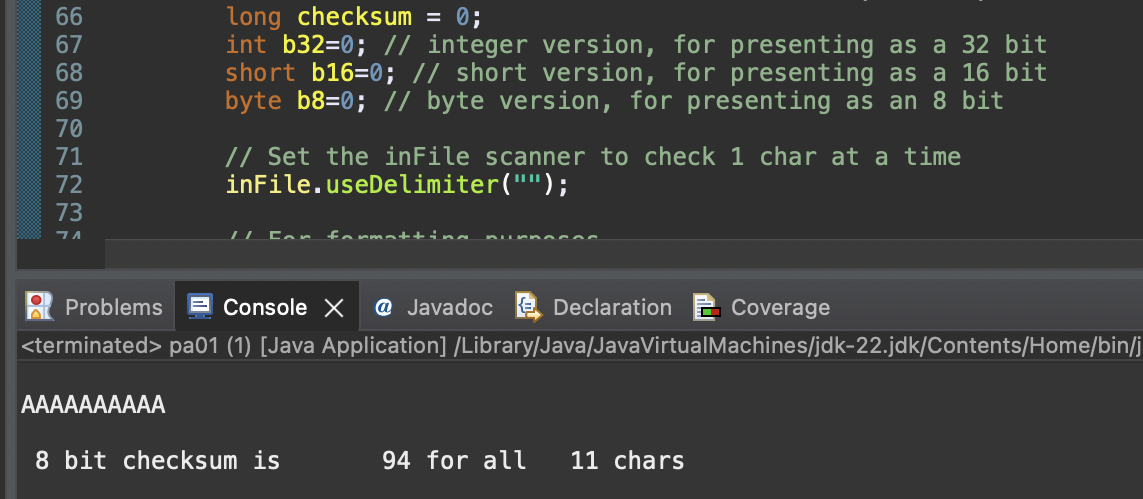 66 long checksum = 0;
67 int b32=0; // integer version, for presenting as a 32 bit
68 short b16=0; // short version, for presenting as a 16 bit
69 byte b8=0; // byte version, for presenting as an 8 bit
70
71 // Set the inFile scanner to check 1 char at a time
72 inFile.useDelimiter("");
73
74 // For formatting purposes
Problems Console Javadoc Declaration Coverage
<terminated> pa01 (1) [Java Application] /Library/Java/JavaVirtualMachines/jdk-22.jdk/Contents/Home/bin/j
AAAAAAAAAA
8 bit checksum is 94 for all 11 chars